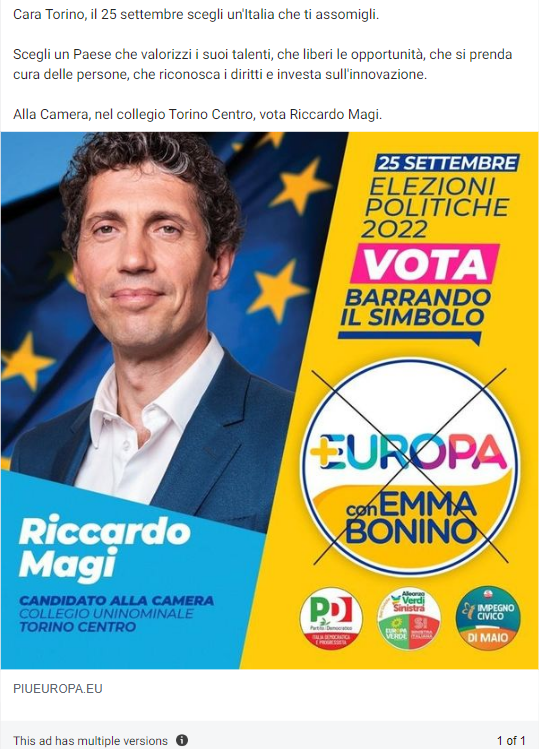 Cara Torino, il 25 settembre scegli un'Italia che ti assomigli.
Scegli un Paese che valorizzi i suoi talenti, che liberi le opportunità, che si prenda
cura delle persone, che riconosca i diritti e investa sull'innovazione.
Alla Camera, nel collegio Torino Centro, vota Riccardo Magi.
25 SETTEMBRE
ELEZIONI
POLITICHE
2022
VOTA
BARRANDO
IL SIMBOLO
+EUROPA
con EMMA
BONINO
Riccardo
Magi
CANDIDATO ALLA CAMERA
COLLEGIO UNINOMINALE
TORINO CENTRO
PD
Partito Democratico
ITALIA DEMOCRATICA
E PROGRESSISTA
Alleanza
Verdi
Sinistra
EUROPA
VERDE
SI
SINISTRA
ITALIANA
IMPEGNO
CIVICO
DI MAIO
PIUEUROPA.EU
This ad has multiple versions
1 of 1